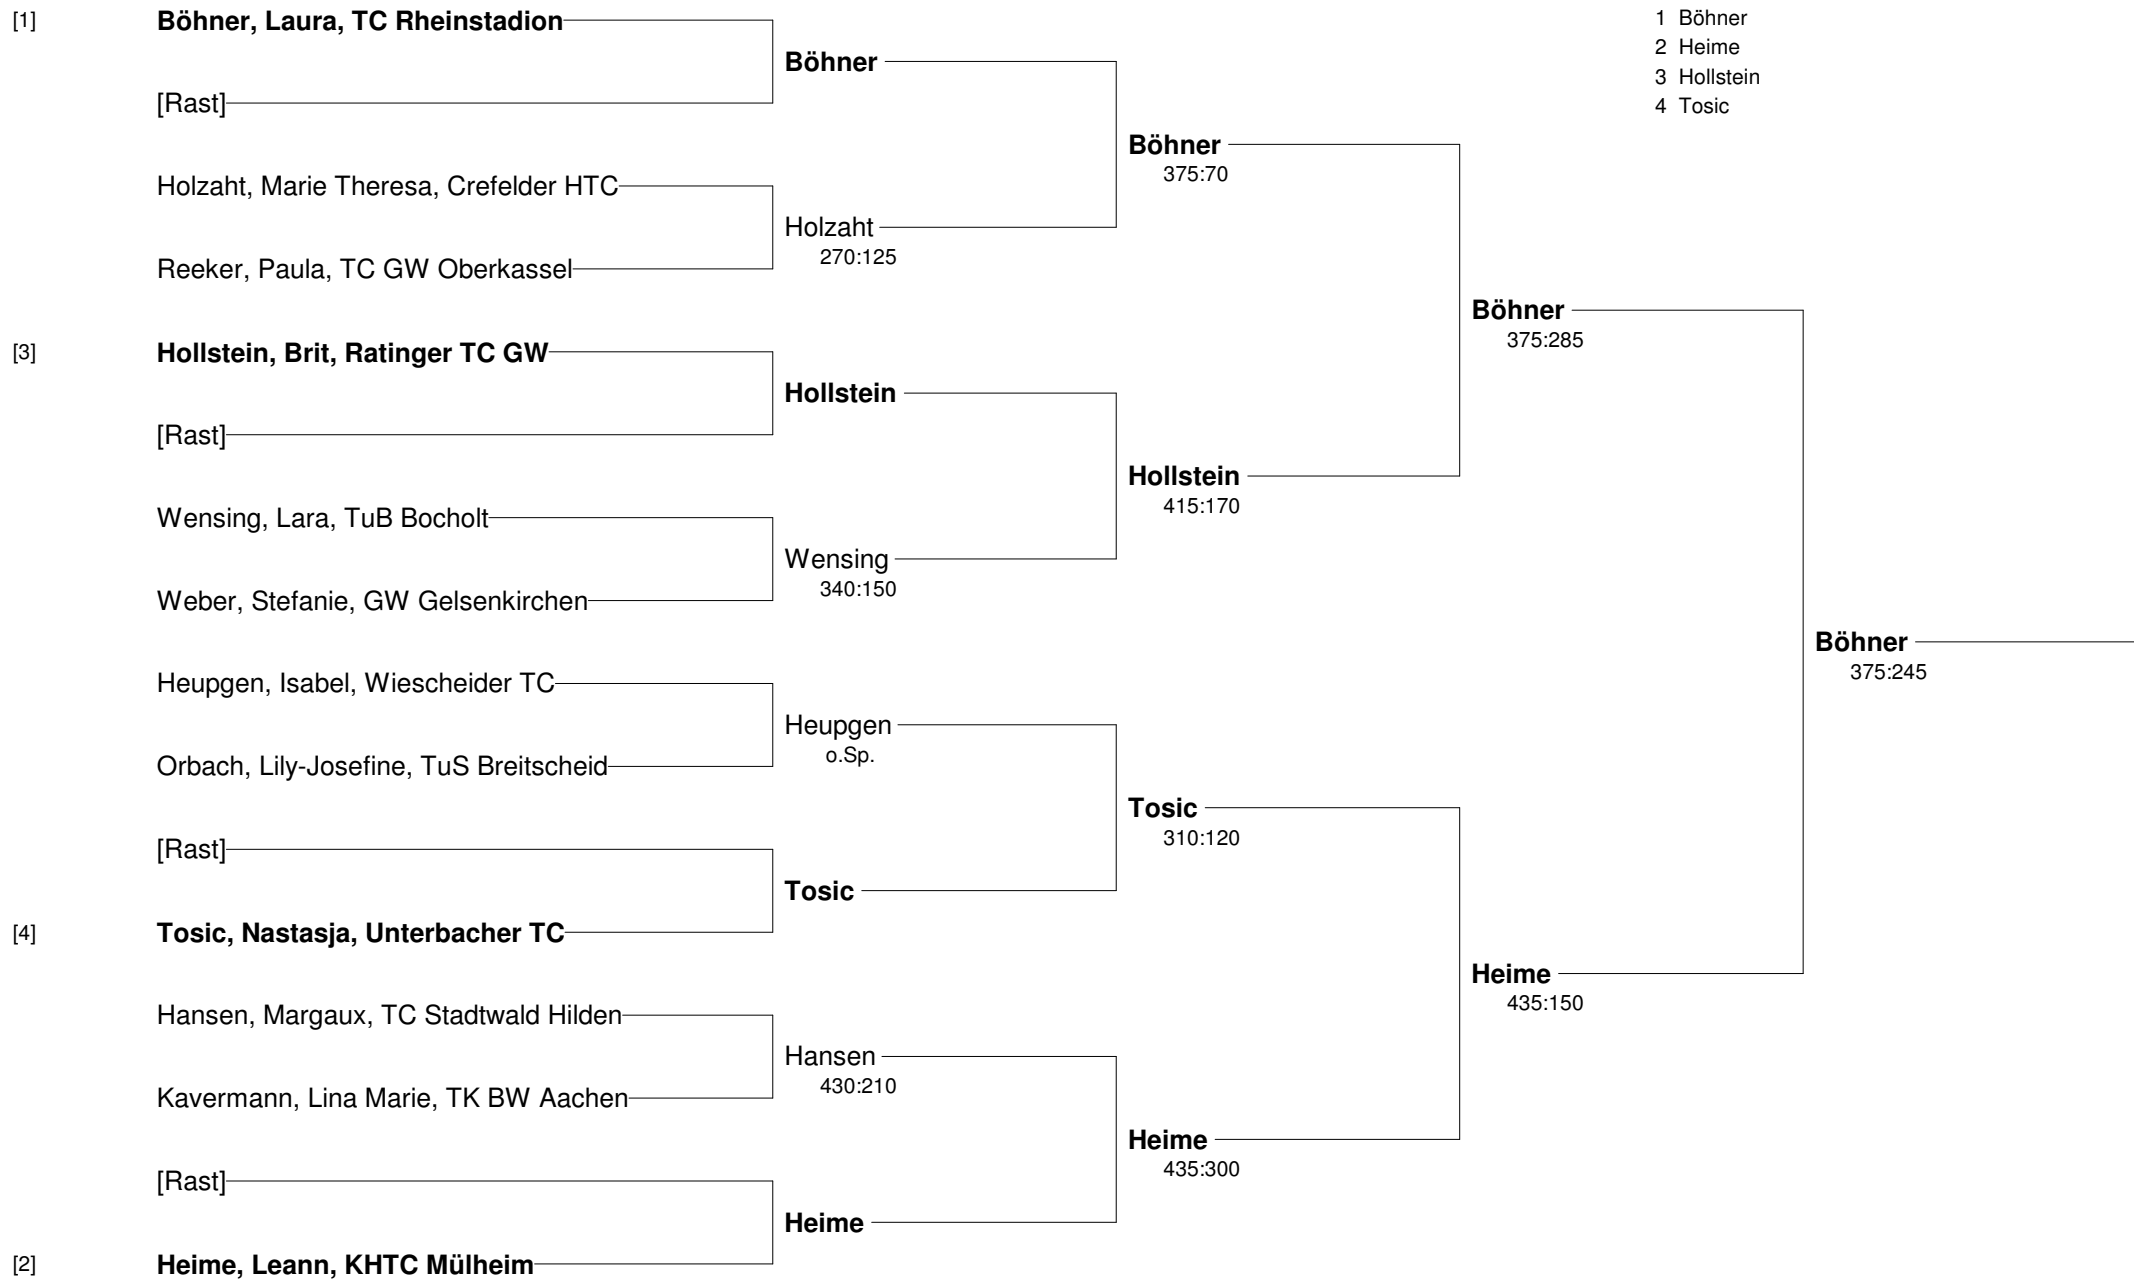 [1] Böhner, Laura, TC Rheinstadion
[Rast]
Holzaht, Marie Theresa, Crefelder HTC
Reeker, Paula, TC GW Oberkassel
[3] Hollstein, Brit, Ratinger TC GW
[Rast]
Wensing, Lara, TuB Bocholt
Weber, Stefanie, GW Gelsenkirchen
Heupgen, Isabel, Wiescheider TC
Orbach, Lily-Josefine, TuS Breitscheid
[Rast]
[4] Tosic, Nastasja, Unterbacher TC
Hansen, Margaux, TC Stadtwald Hilden
Kavermann, Lina Marie, TK BW Aachen
[Rast]
[2] Heime, Leann, KHTC Mülheim
Böhner
Holzaht
270:125
Hollstein
Wensing
340:150
Heupgen
o.Sp.
Tosic
Hansen
430:210
Heime
Böhner
375:70
Hollstein
415:170
Tosic
310:120
Heime
435:300
Böhner
375:285
Heime
435:150
Böhner
375:245
1 Böhner
2 Heime
3 Hollstein
4 Tosic